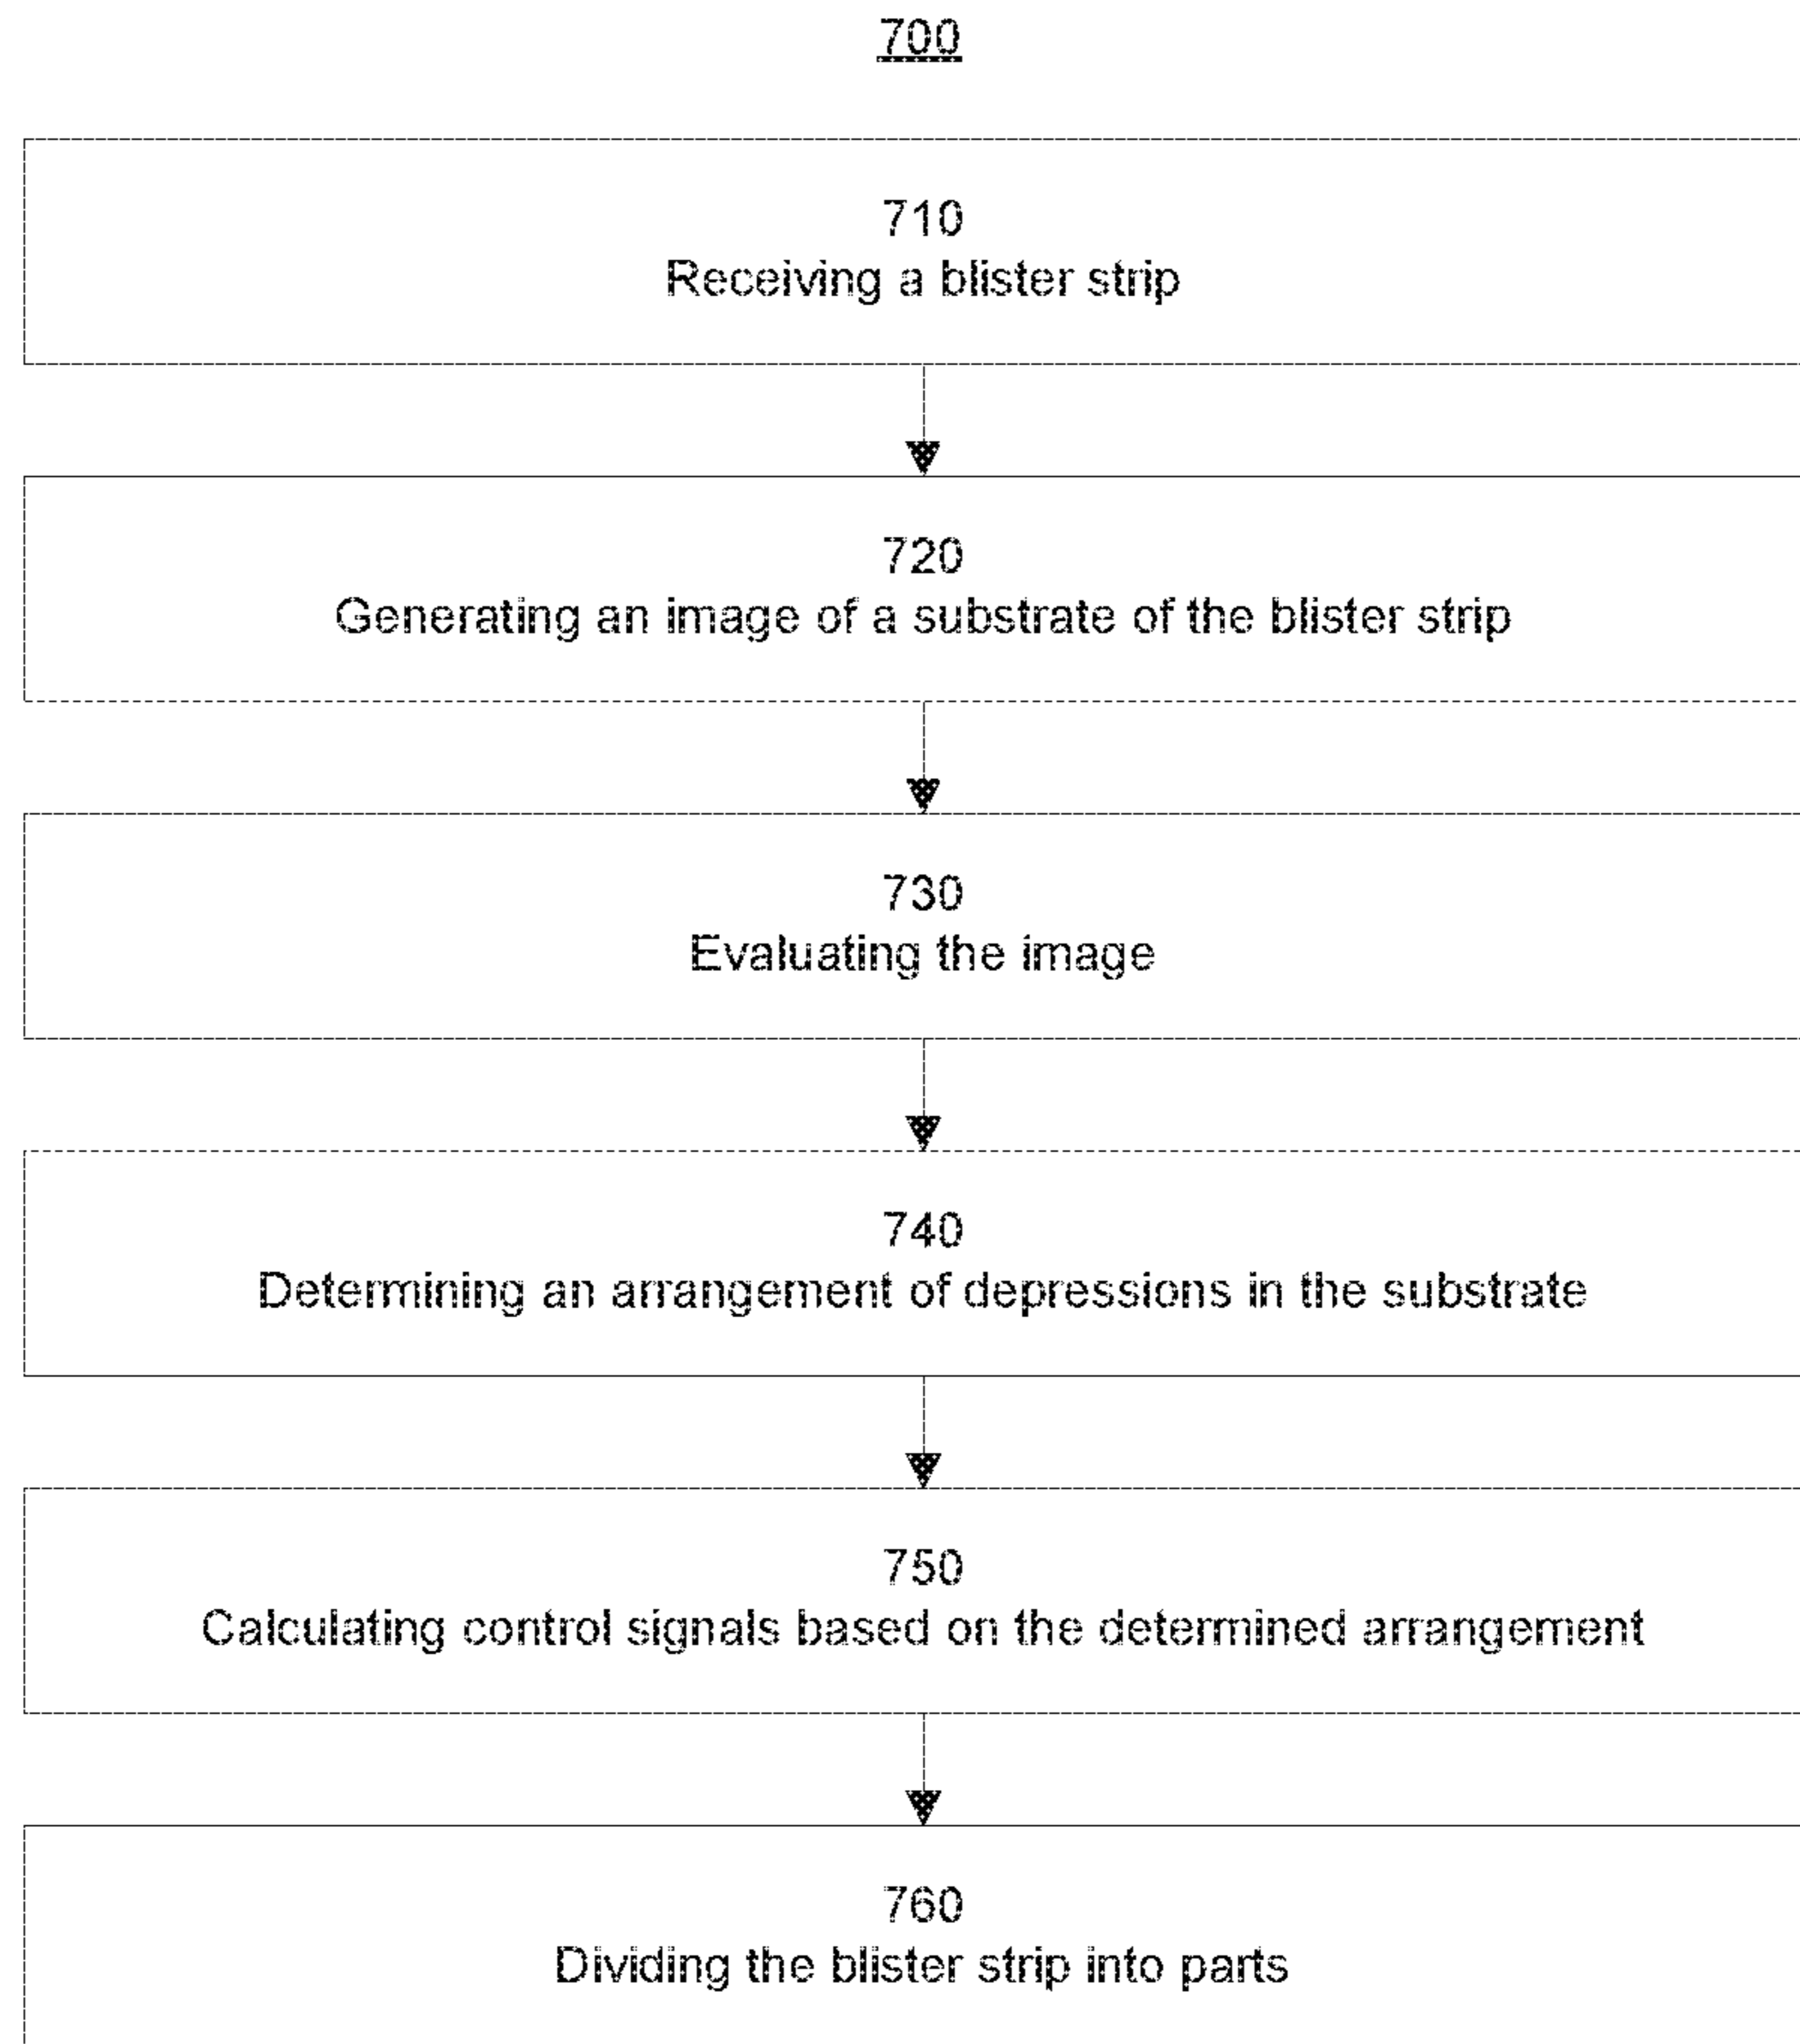 700
710
Receiving a blister strip
720
Generating an image of a substrate of the blister strip
730
Evaluating the image
740
Determining an arrangement of depressions in the substrate
750
Calculating control signals based on the determined arrangement
760
Dividing the blister strip into parts